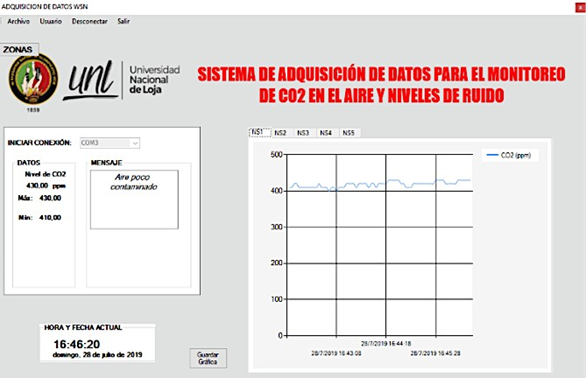 ADQUISICION DE DATOS WSN
Archivo Usuario Desconectar Salir
ZONAS
1859
unl
Universidad
Nacional
de Loja
SISTEMA DE ADQUISICIÓN DE DATOS PARA EL MONITOREO
DE CO2 EN EL AIRE Y NIVELES DE RUIDO
INICIAR CONEXIÓN: COM3
DATOS
Nivel de CO2
430,00 ppm
Máx: 430,00
Min: 410,00
MENSAJE
Aire poco
contaminado
HORA Y FECHA ACTUAL
16:46:20
domingo, 28 de julio de 2019
Guardar
Gráfica
NS1 NS2 NS3 NS4 NS5
CO2 (ppm)
500
400
300
200
100
0
28/7/2019 16:44:18
28/7/2019 16:43:08 28/7/2019 16:45:28